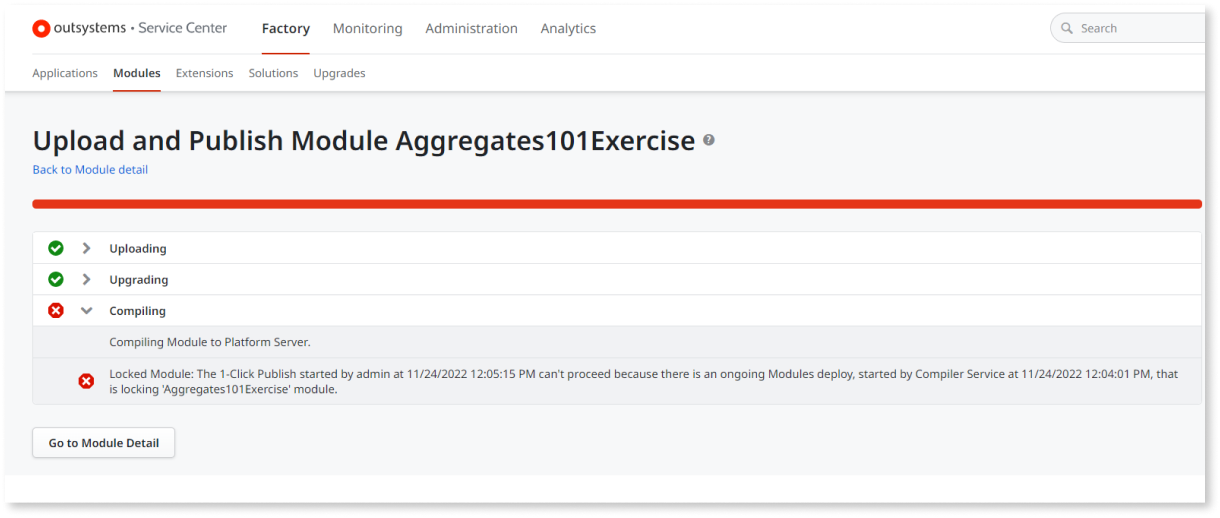 outsystems • Service Center Factory Monitoring Administration Analytics Search
Applications Modules Extensions Solutions Upgrades
Upload and Publish Module Aggregates101Exercise ?
Back to Module detail
Uploading
Upgrading
Compiling
Compiling Module to Platform Server.
Locked Module: The 1-Click Publish started by admin at 11/24/2022 12:05:15 PM can't proceed because there is an ongoing Modules deploy, started by Compiler Service at 11/24/2022 12:04:01 PM, that
is locking 'Aggregates101Exercise' module.
Go to Module Detail